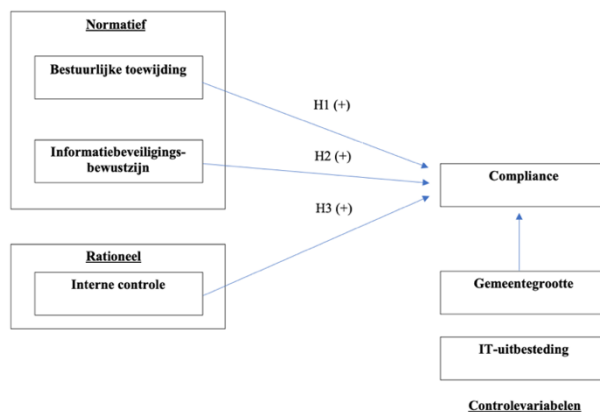 Normatief
Bestuurlijke toewijding
H1 (+)
Informatiebeveiligings-
bewustzijn
H2 (+)
Compliance
H3 (+)
Rationeel
Interne controle
Gemeentegrootte
IT-uitbesteding
Controlevariabelen